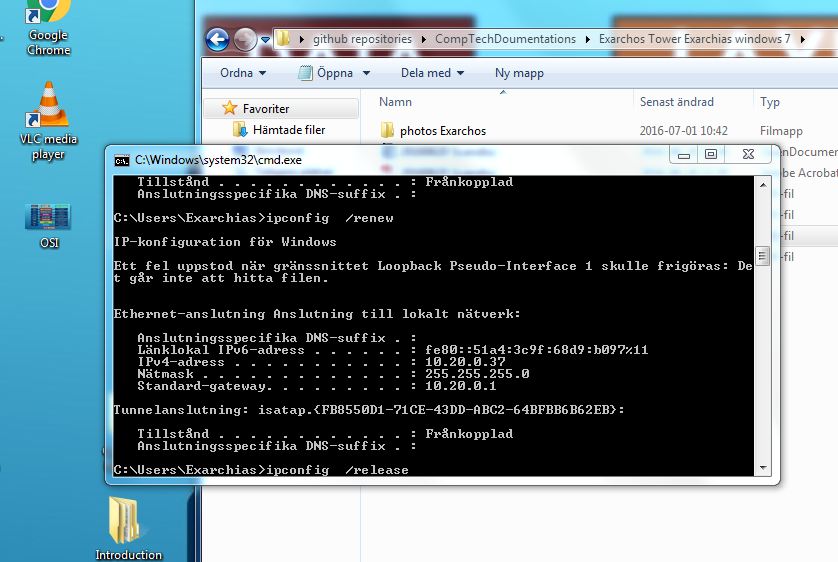 Google
Chrome
VLC media
player
OSI
Introduction
github repositories
CompTechDoumentations
Exarchos Tower Exarchias windows 7
Ordna
Öppna
Dela med
Ny mapp
Favoriter
Hämtade filer
Namn
Senast ändrad
Typ
photos Exarchos
2016-07-01 10:42
Filmapp
enDocumen
be Acrobat
-fil
-fil
-fil
-fil
C:\Windows\system32\cmd.exe
Tillstånd . . . . . . . . . . . . : Frånkopplad
Anslutningsspecifika DNS-suffix . :
C:\Users\Exarchias>ipconfig  /renew
IP-konfiguration för Windows
Ett fel uppstod när gränssnittet Loopback Pseudo-Interface 1 skulle frigöras: De
t går inte att hitta filen.
Ethernet-anslutning Anslutning till lokalt nätverk:
Anslutningsspecifika DNS-suffix . :
Länklokal IPv6-adress . . . . . . : fe80::51a4:3c9f:68d9:b097%11
IPv4-adress . . . . . . . . . . . : 10.20.0.37
Nätmask . . . . . . . . . . . . . : 255.255.255.0
Standard-gateway. . . . . . . . . : 10.20.0.1
Tunnelanslutning: isatap.{FB8550D1-71CE-43DD-ABC2-64BFBB6B62EB}:
Tillstånd . . . . . . . . . . . . : Frånkopplad
Anslutningsspecifika DNS-suffix . :
C:\Users\Exarchias>ipconfig  /release